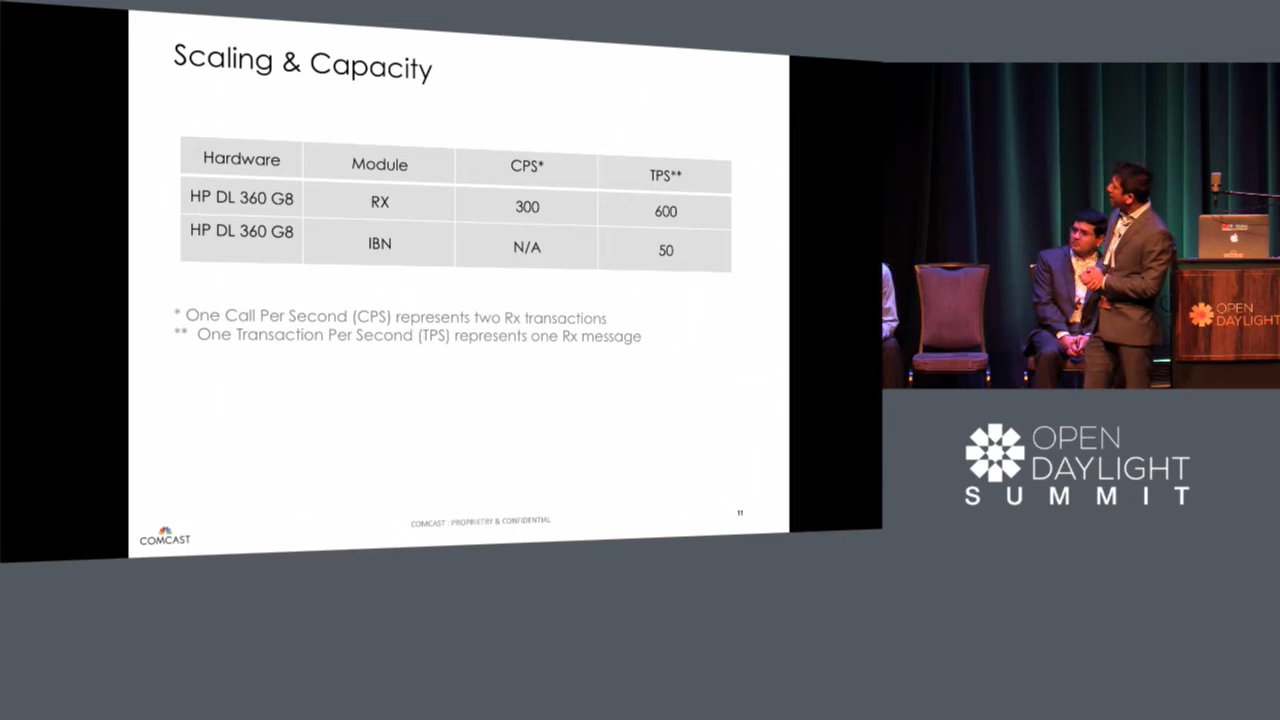 Scaling & Capacity
Hardware Module CPS* TPS**
HP DL 360 G8 RX 300 600
HP DL 360 G8 IBN N/A 50
* One Call Per Second (CPS) represents two Rx transactions
** One Transaction Per Second (TPS) represents one Rx message
COMCAST
COMCAST : PROPRIETRY & CONFIDENTIAL
11
OPEN
DAYLIGHT
OPEN
DAYLIGHT
SUMMIT